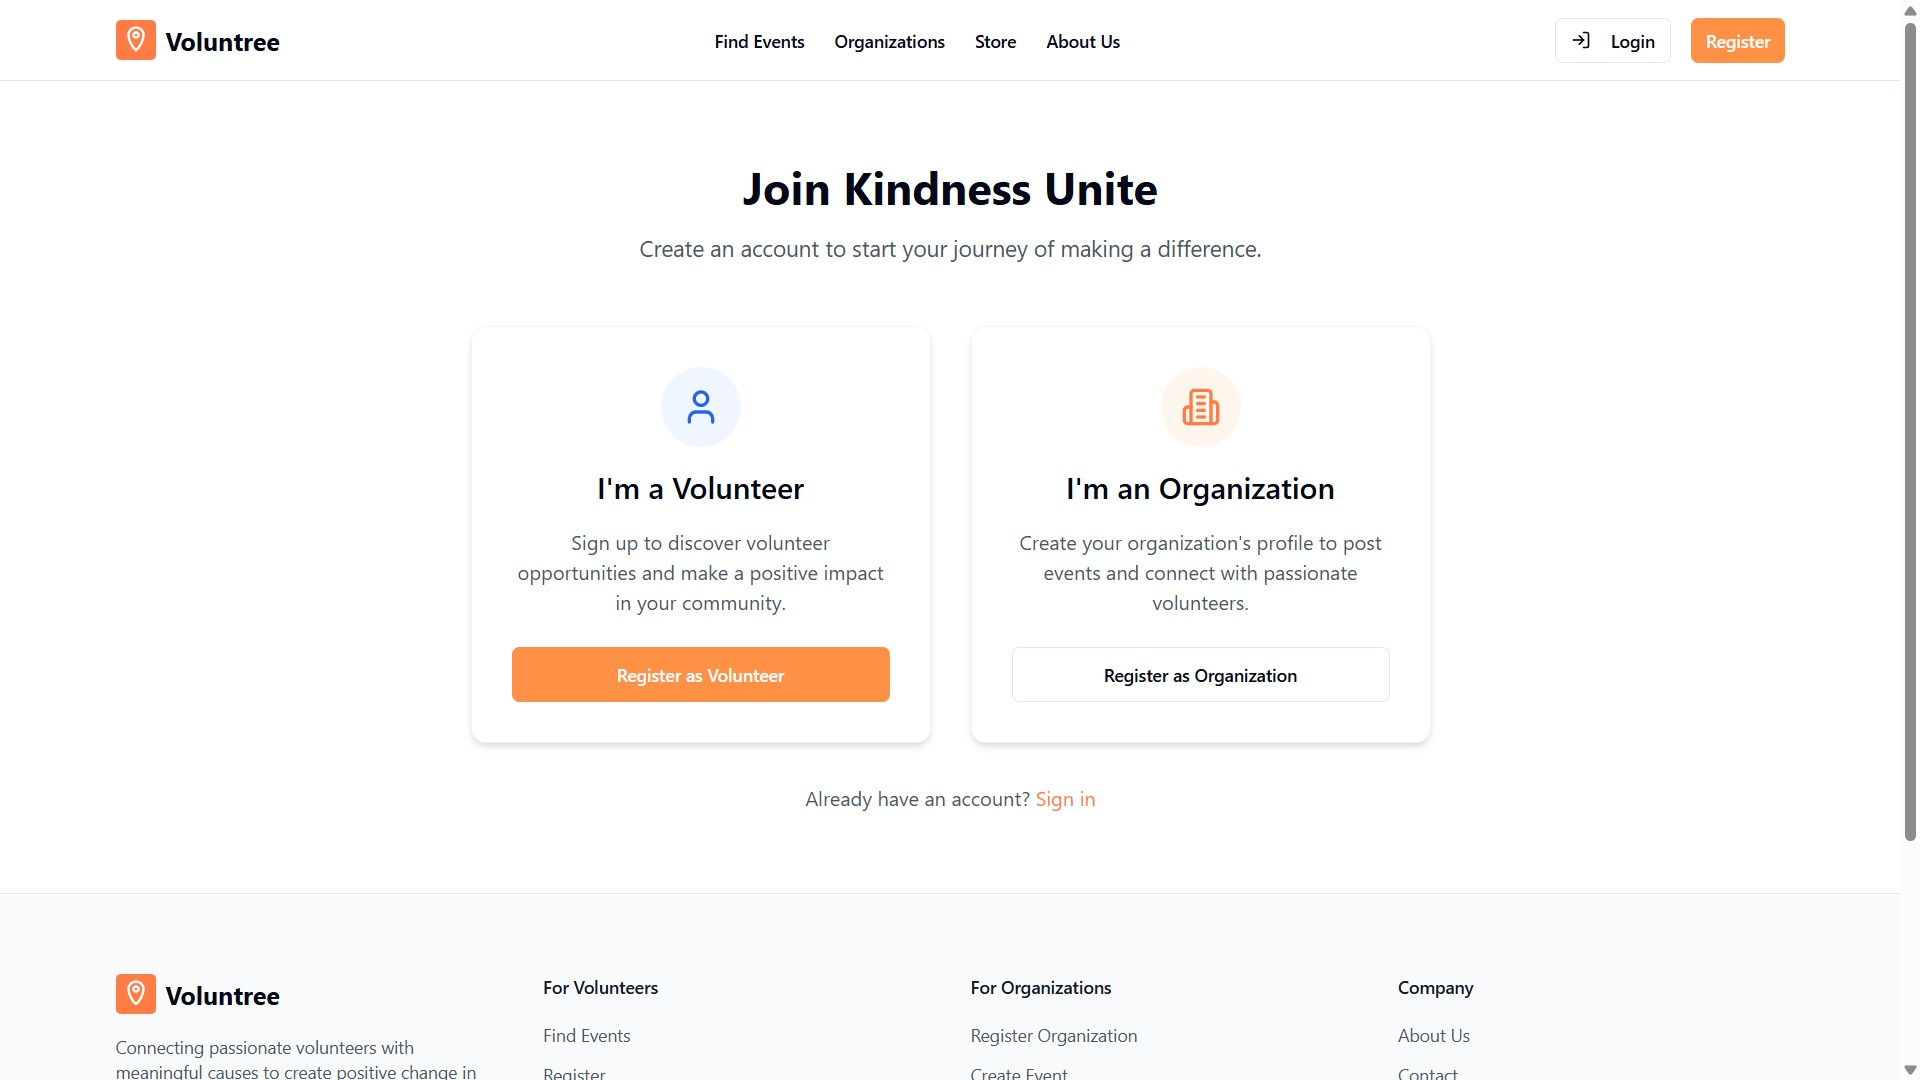 Voluntree
Find Events
Organizations
Store
About Us
Login
Register
Join Kindness Unite
Create an account to start your journey of making a difference.
I'm a Volunteer
Sign up to discover volunteer
opportunities and make a positive impact
in your community.
Register as Volunteer
I'm an Organization
Create your organization's profile to post
events and connect with passionate
volunteers.
Register as Organization
Already have an account? Sign in
Voluntree
Connecting passionate volunteers with
meaningful causes to create positive change in
For Volunteers
Find Events
Register
For Organizations
Register Organization
Create Event
Company
About Us
Contact